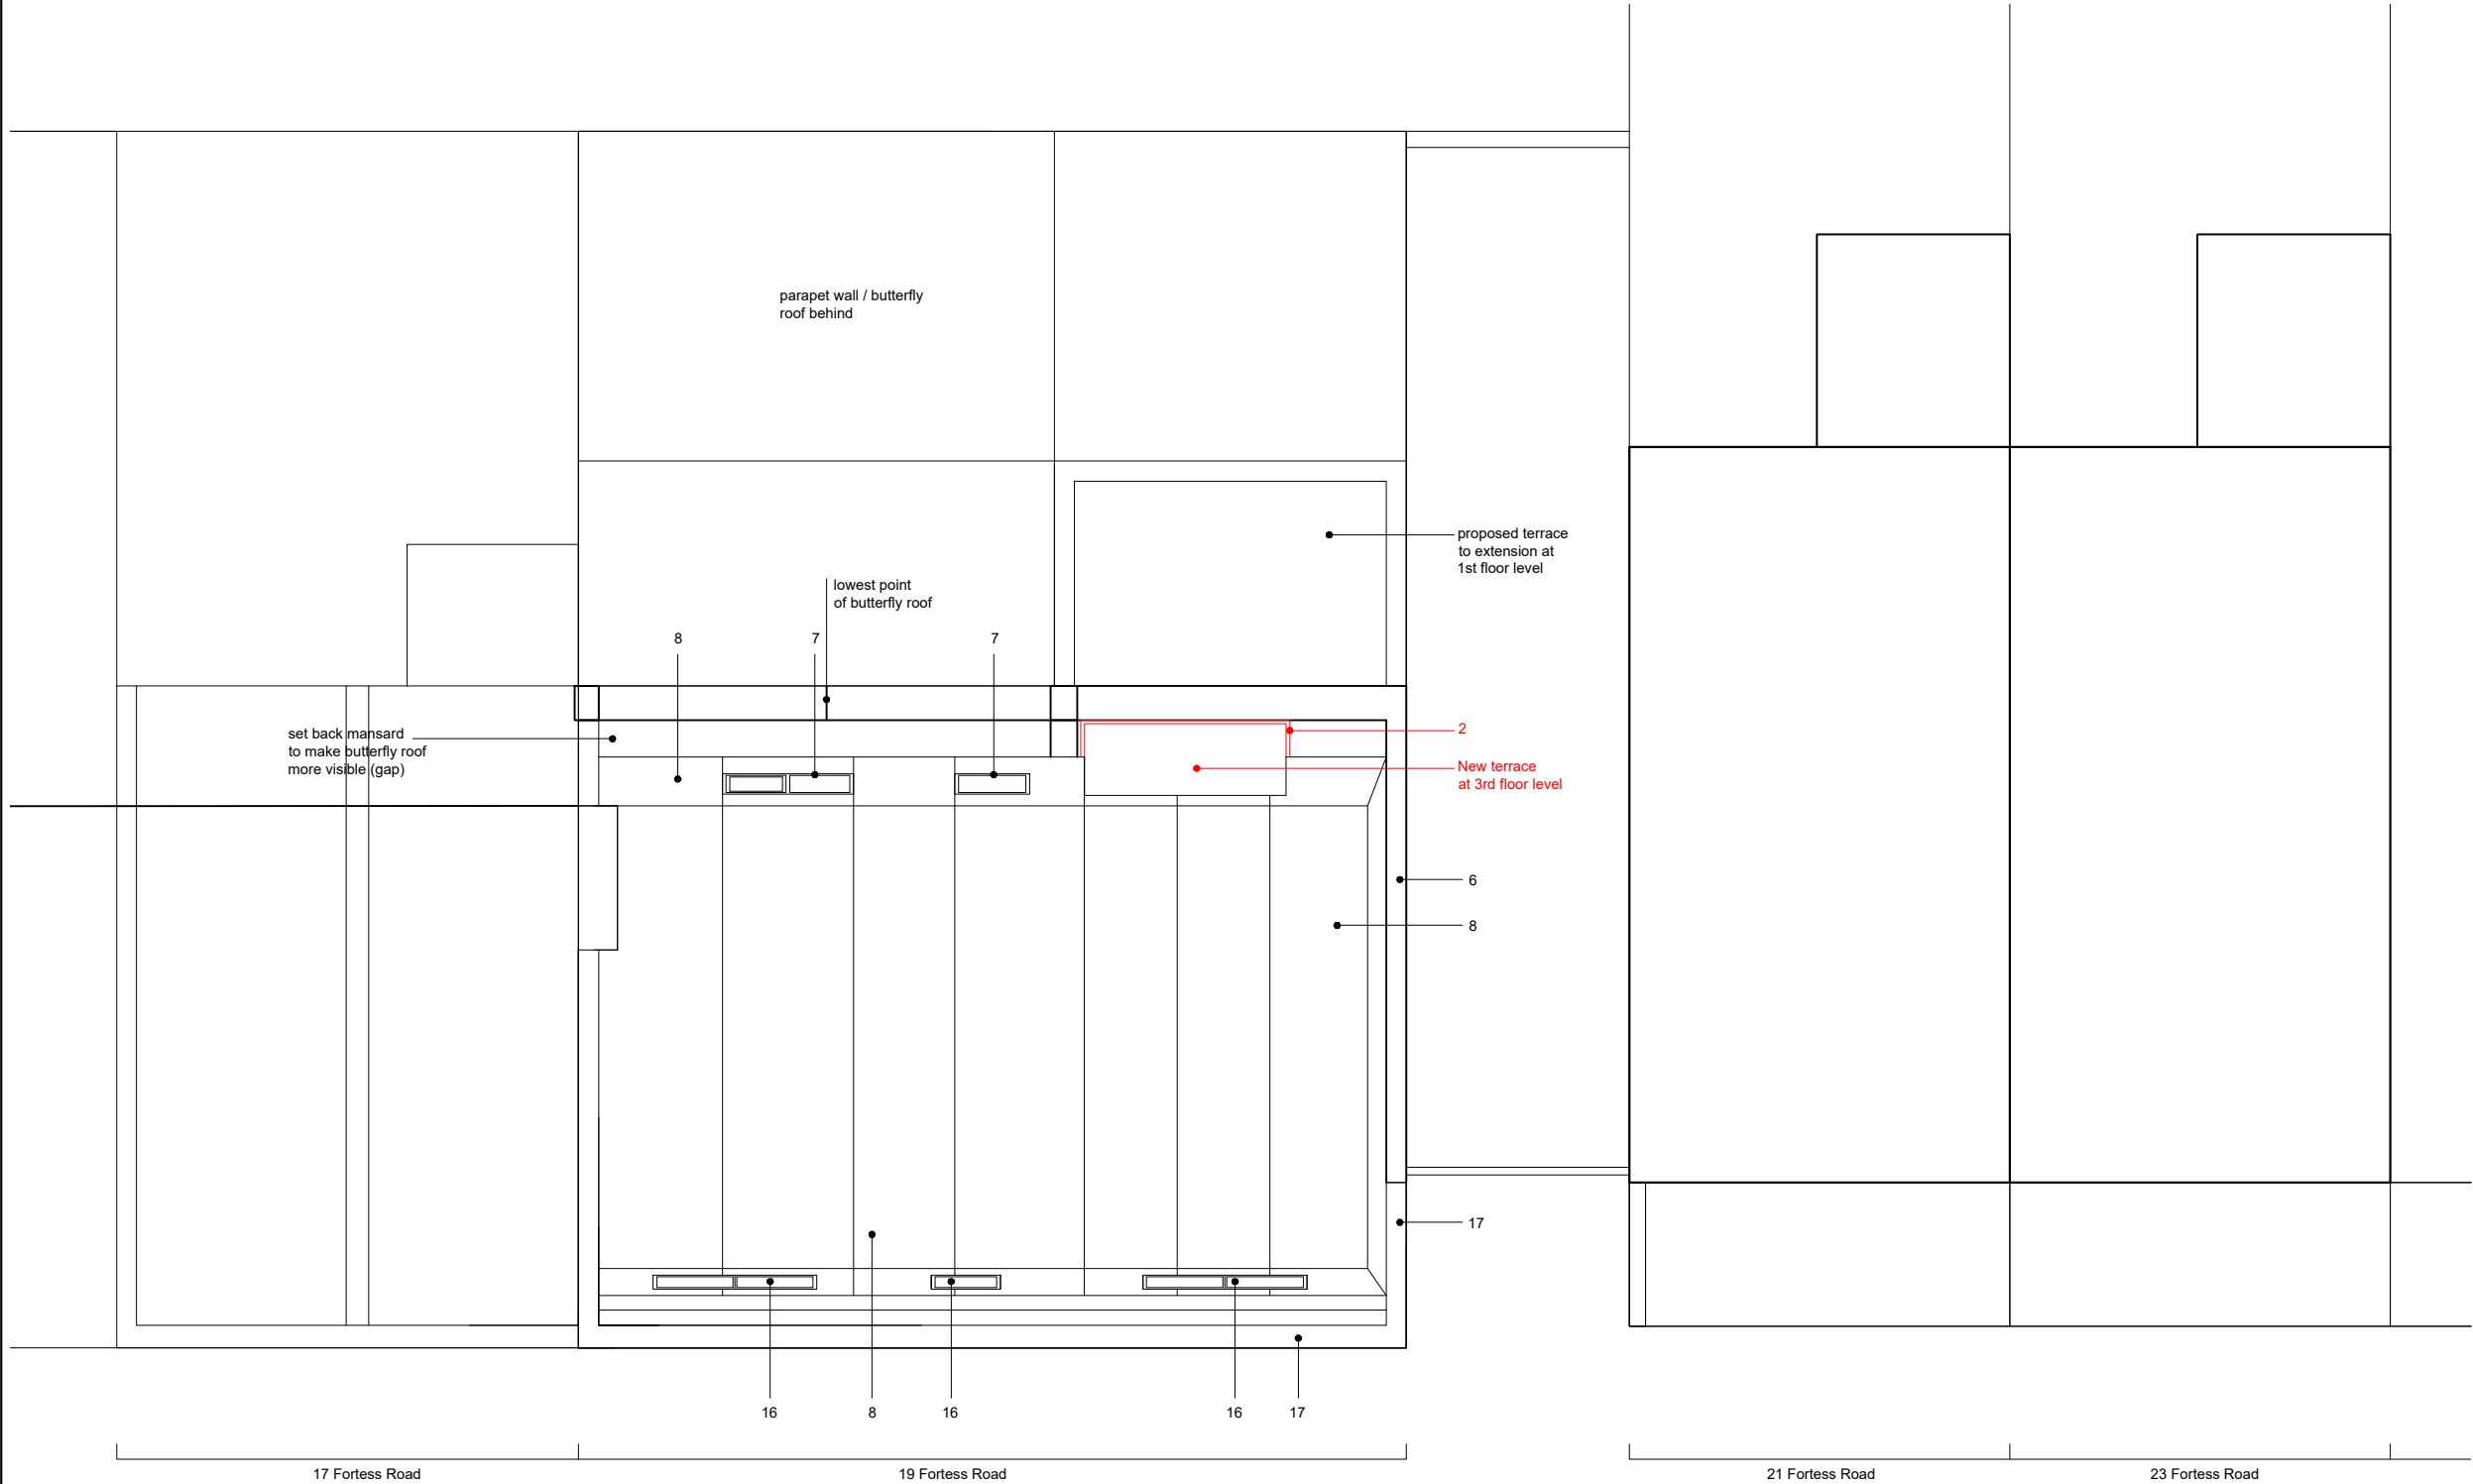 parapet wall / butterfly
roof behind
proposed terrace
to extension at
1st floor level
lowest point
of butterfly roof
8
7
7
set back mansard
to make butterfly roof
more visible (gap)
2
New terrace
at 3rd floor level
6
8
17
16
8
16
16
17
17 Fortess Road
19 Fortess Road
21 Fortess Road
23 Fortess Road